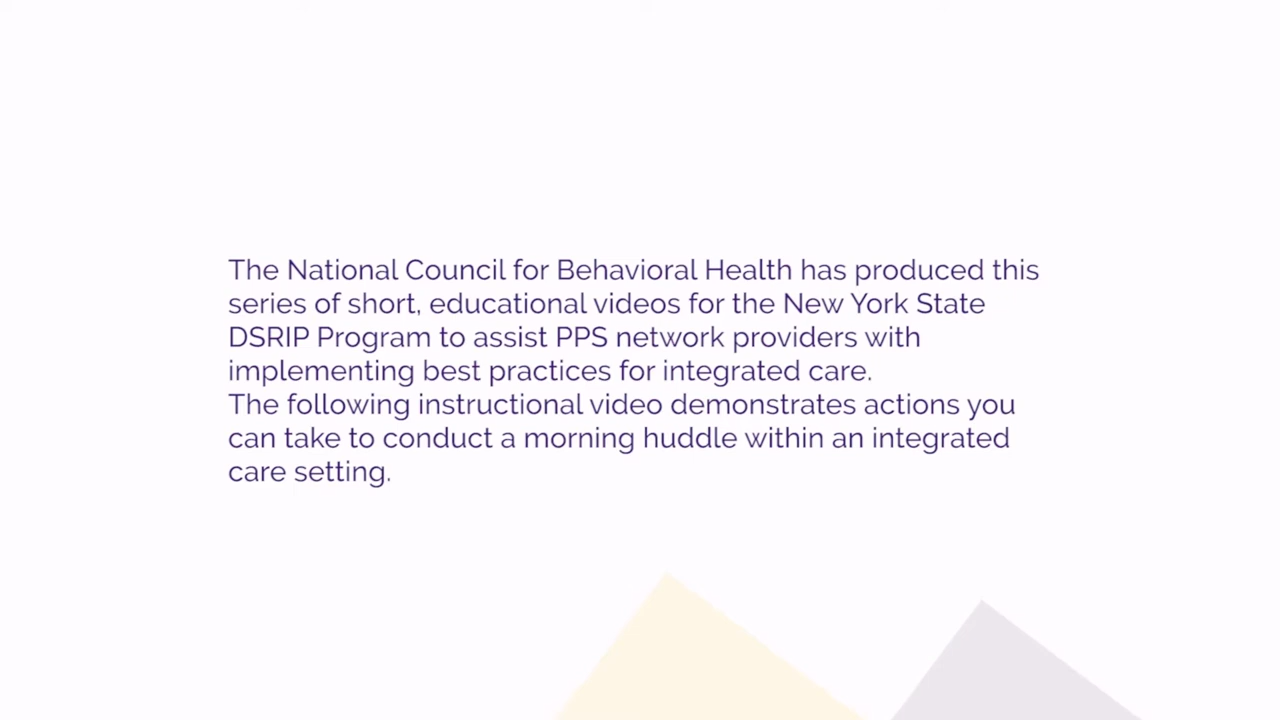 The National Council for Behavioral Health has produced this
series of short, educational videos for the New York State
DSRIP Program to assist PPS network providers with
implementing best practices for integrated care.
The following instructional video demonstrates actions you
can take to conduct a morning huddle within an integrated
care setting.